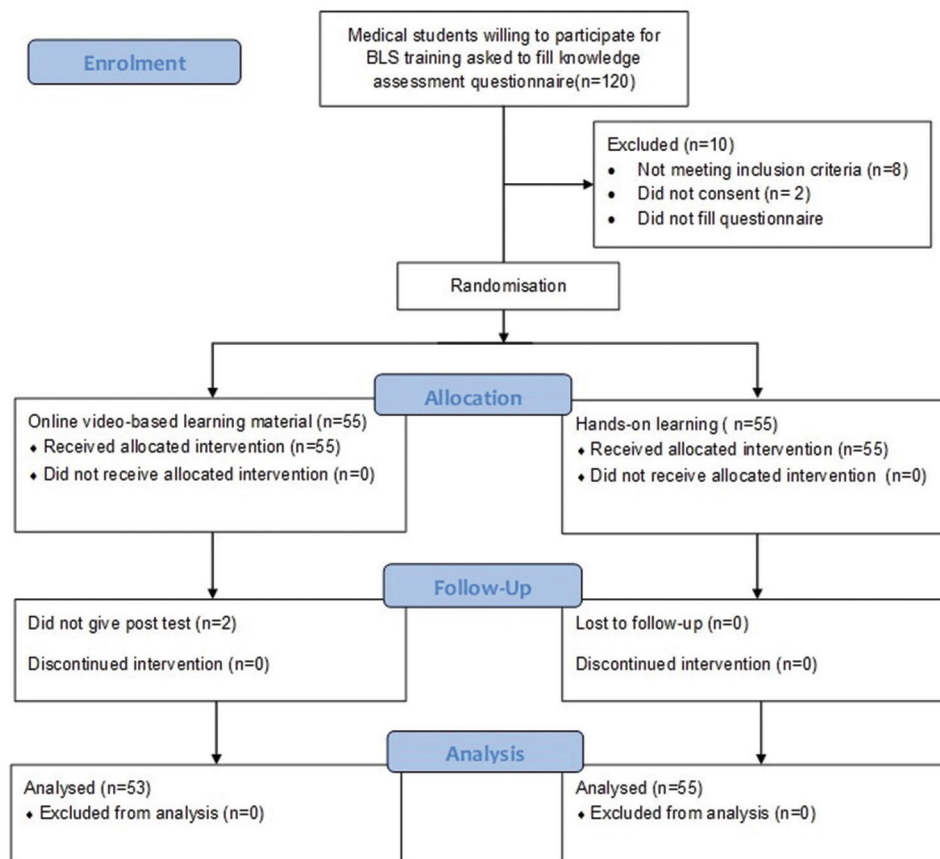 Enrolment
Medical students willing to participate for
BLS training asked to fill knowledge
assessment questionnaire(n=120)
Excluded (n=10)
• Not meeting inclusion criteria (n=8)
• Did not consent (n= 2)
• Did not fill questionnaire
Randomisation
Allocation
Online video-based learning material (n=55)
♦ Received allocated intervention (n=55)
♦ Did not receive allocated intervention (n=0)
Hands-on learning ( n=55)
♦ Received allocated intervention (n=55)
♦ Did not receive allocated intervention (n=0)
Follow-Up
Did not give post test (n=2)
Discontinued intervention (n=0)
Lost to follow-up (n=0)
Discontinued intervention (n=0)
Analysis
Analysed (n=53)
♦ Excluded from analysis (n=0)
Analysed (n=55)
♦ Excluded from analysis (n=0)